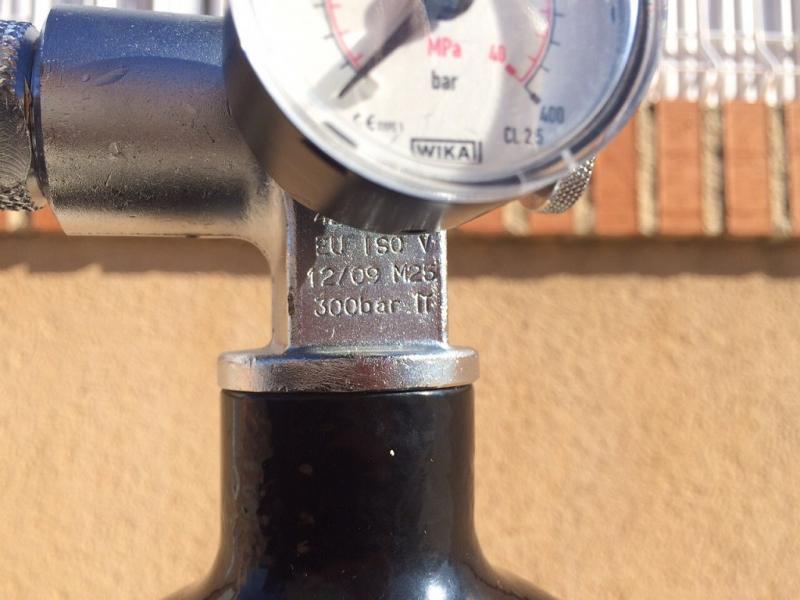 MPa 40
bar
400
CL 2.5
WIKA
EU ISO V
12/09 M25
300bar